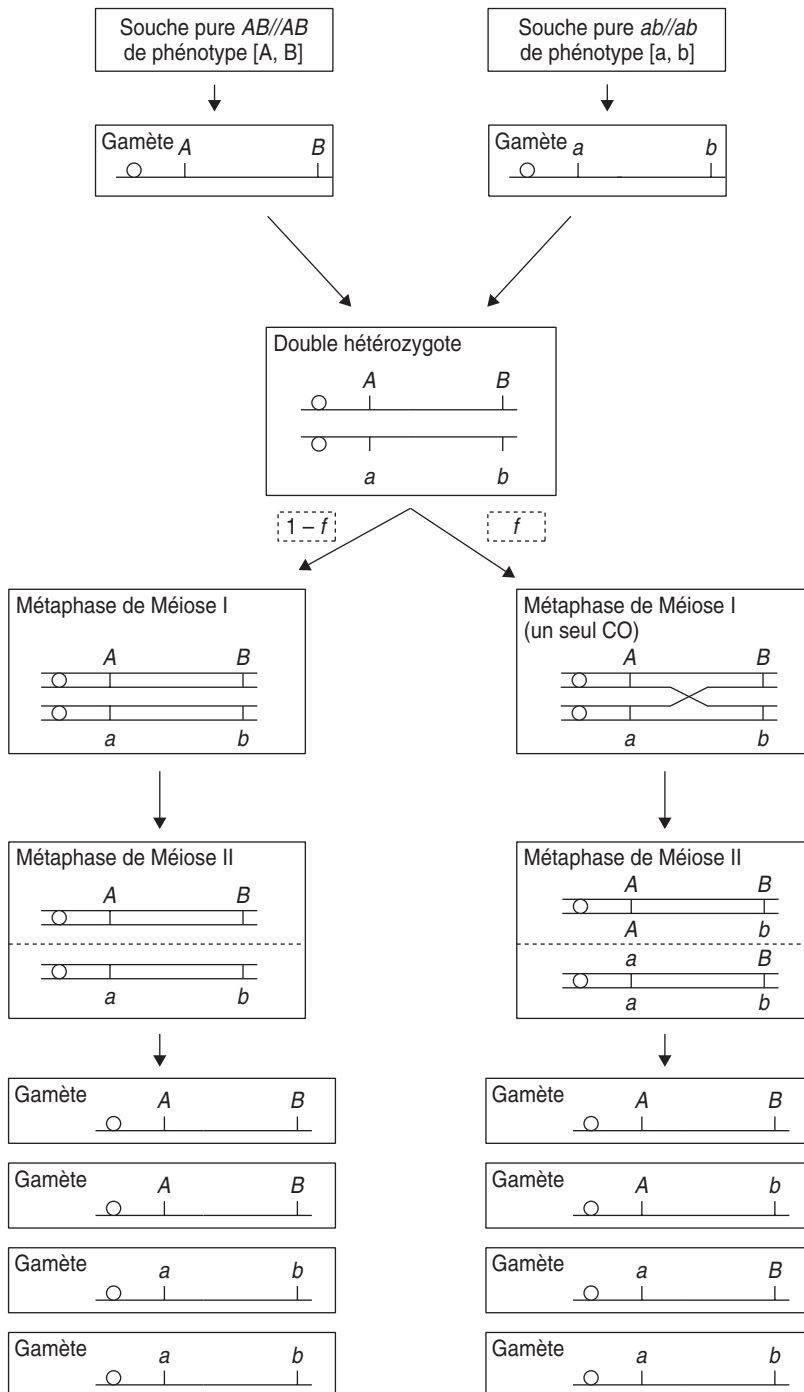 Souche pure AB//AB
de phénotype [A, B]
Souche pure ab//ab
de phénotype [a, b]
Gamète A B
Gamète a b
Double hétérozygote
A B
a b
1 – f
f
Métaphase de Méiose I
A B
a b
Métaphase de Méiose I
(un seul CO)
A B
a b
Métaphase de Méiose II
A B
a b
Métaphase de Méiose II
A B
A b
a B
a b
Gamète A B
Gamète A B
Gamète A B
Gamète A b
Gamète a b
Gamète a B
Gamète a b
Gamète a b